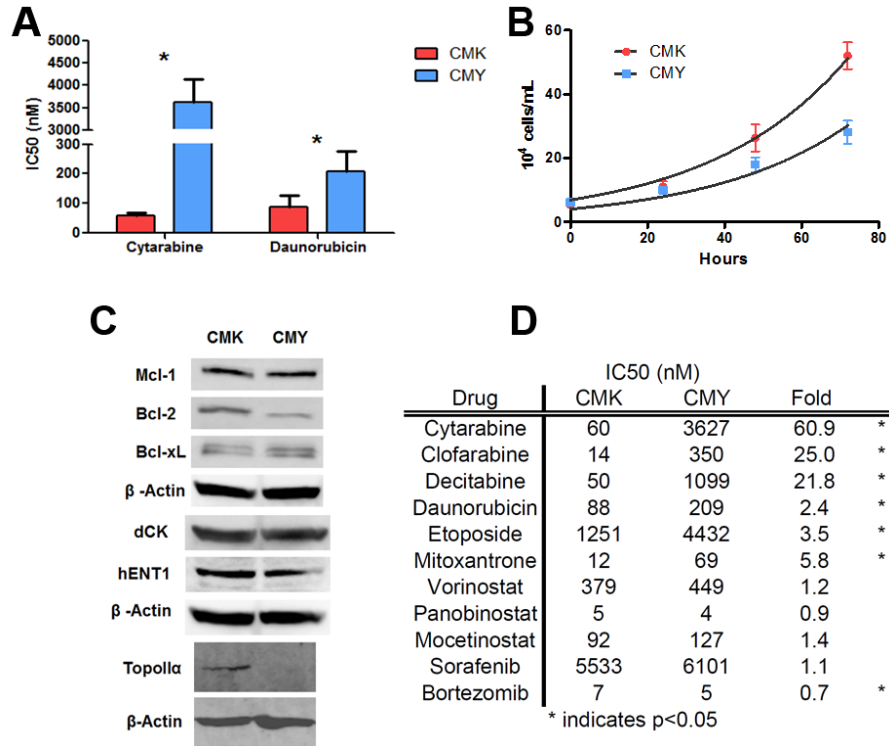 A
5000
4500
4000
3500
3000
300
200
100
0
IC50 (nM)
*
*
Cytarabine
Daunorubicin
CMK
CMY
B
60
40
20
0
10⁴ cells/mL
CMK
CMY
0
20
40
60
80
Hours
C
CMK CMY
Mcl-1
Bcl-2
Bcl-xL
β -Actin
dCK
hENT1
β -Actin
TopoIIα
β-Actin
D
IC50 (nM)
Drug CMK CMY Fold
Cytarabine 60 3627 60.9 *
Clofarabine 14 350 25.0 *
Decitabine 50 1099 21.8 *
Daunorubicin 88 209 2.4 *
Etoposide 1251 4432 3.5 *
Mitoxantrone 12 69 5.8 *
Vorinostat 379 449 1.2
Panobinostat 5 4 0.9
Mocetinostat 92 127 1.4
Sorafenib 5533 6101 1.1
Bortezomib 7 5 0.7 *
* indicates p<0.05